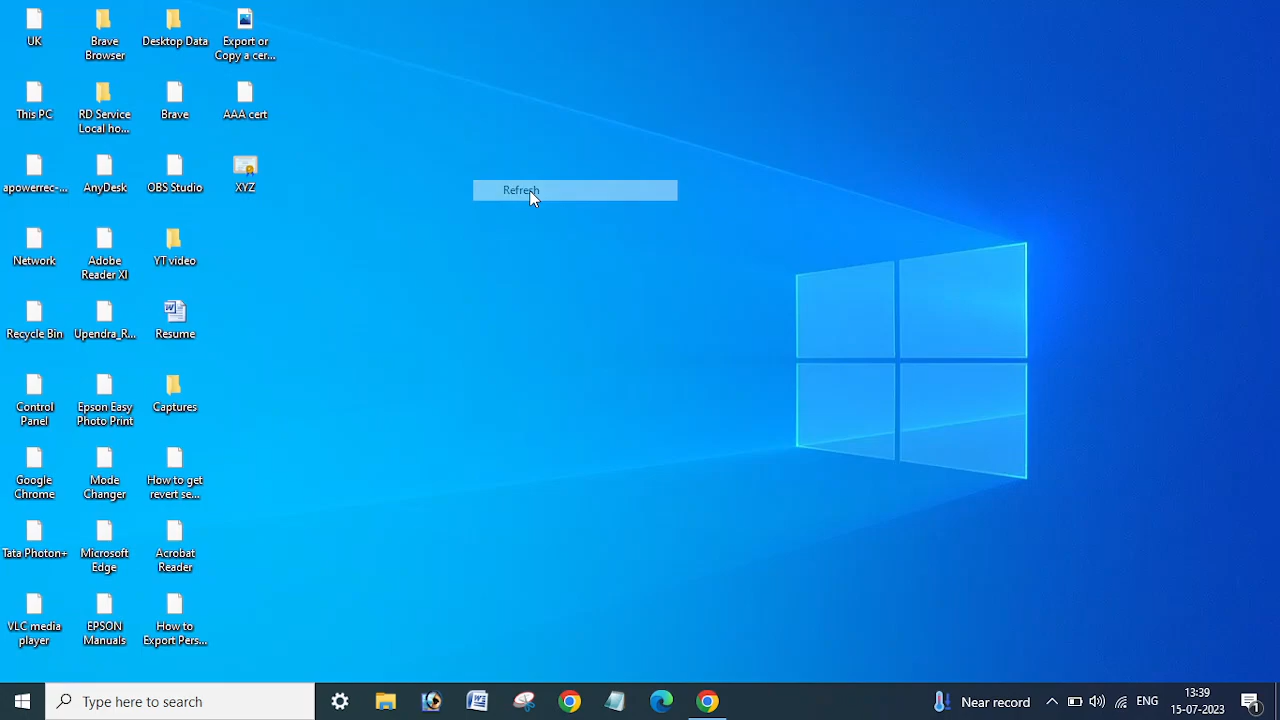 UK
Brave
Browser
Desktop Data
Export or
Copy a cer...
This PC
RD Service
Local ho...
Brave
AAA cert
apowerrec-...
AnyDesk
OBS Studio
XYZ
Refresh
Network
Adobe
Reader XI
YT video
Recycle Bin
Upendra_R...
Resume
Control
Panel
Epson Easy
Photo Print
Captures
Google
Chrome
Mode
Changer
How to get
revert se...
Tata Photon+
Microsoft
Edge
Acrobat
Reader
VLC media
player
EPSON
Manuals
How to
Export Pers...
Type here to search
Near record
ENG
13:39
15-07-2023
1